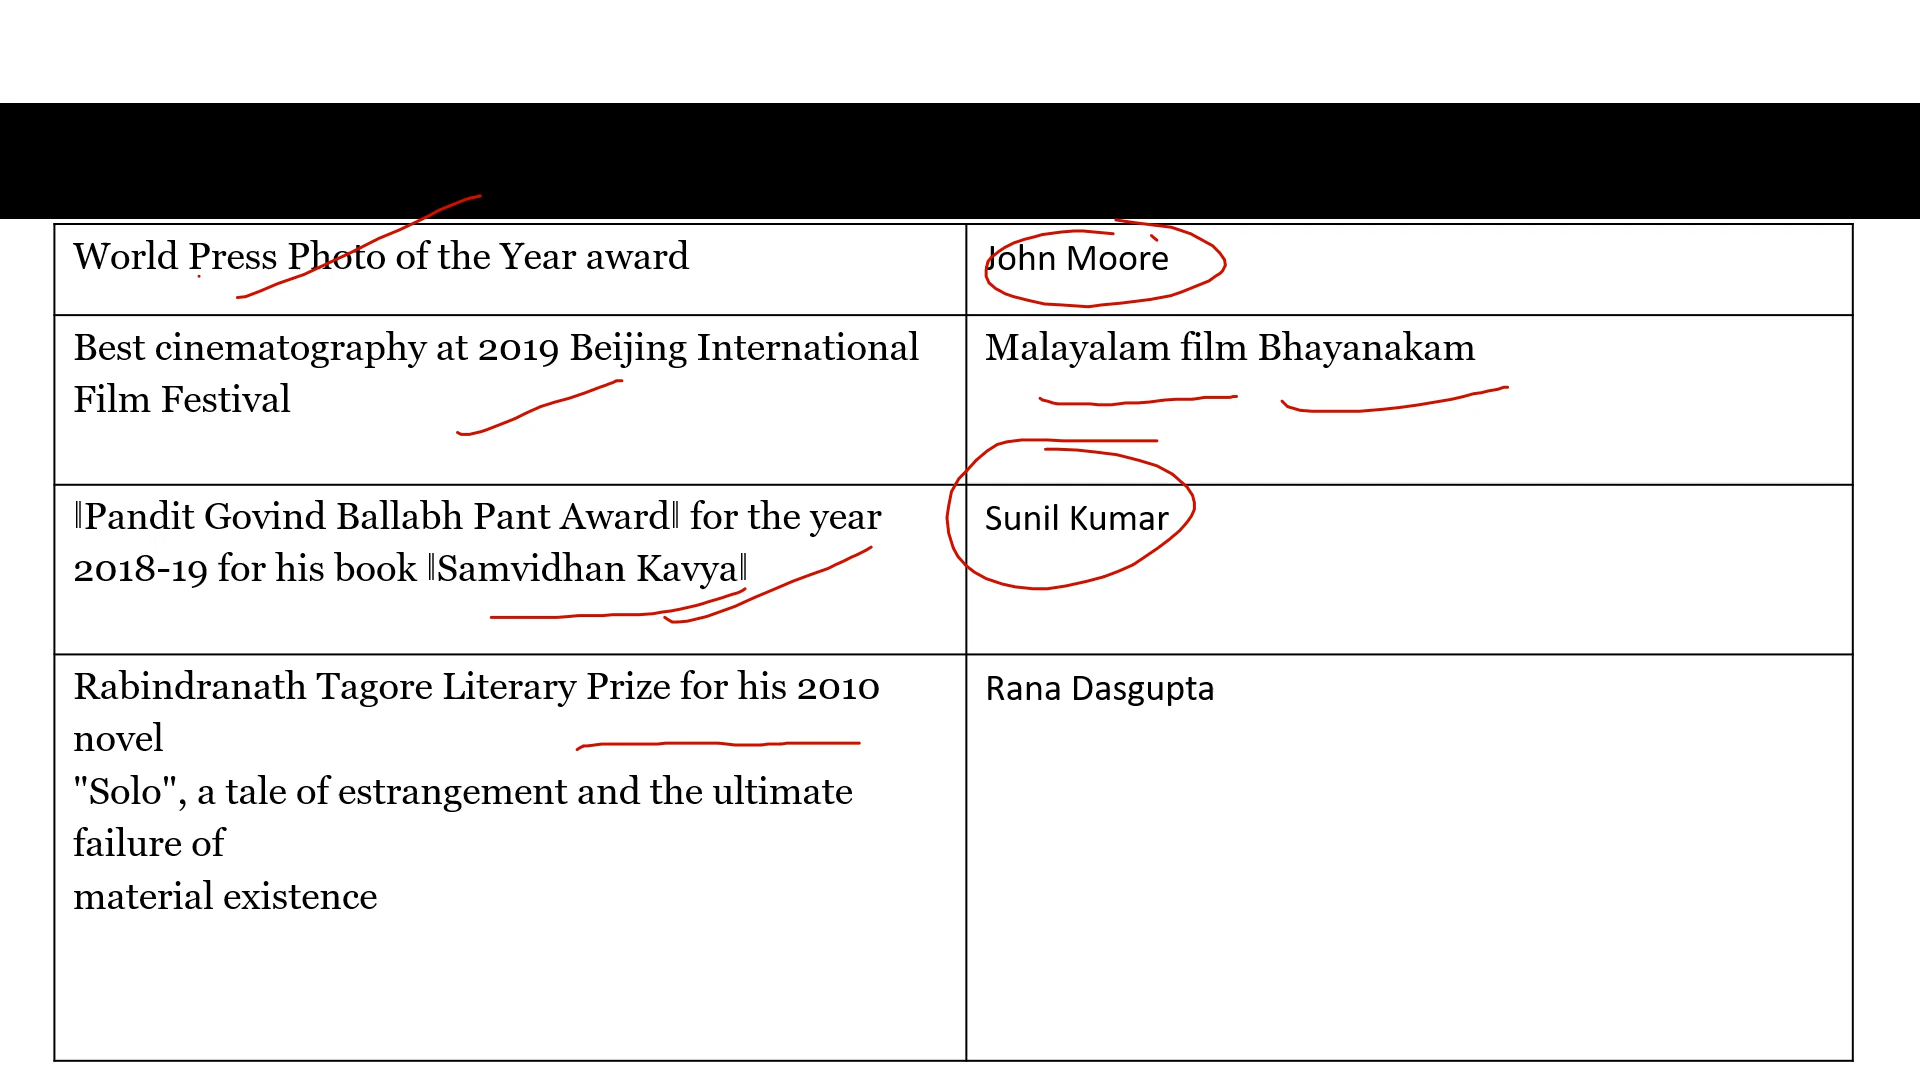 World Press Photo of the Year award
John Moore
Best cinematography at 2019 Beijing International
Film Festival
Malayalam film Bhayanakam
‖Pandit Govind Ballabh Pant Award‖ for the year
2018-19 for his book ‖Samvidhan Kavya‖
Sunil Kumar
Rabindranath Tagore Literary Prize for his 2010
novel
"Solo", a tale of estrangement and the ultimate
failure of
material existence
Rana Dasgupta